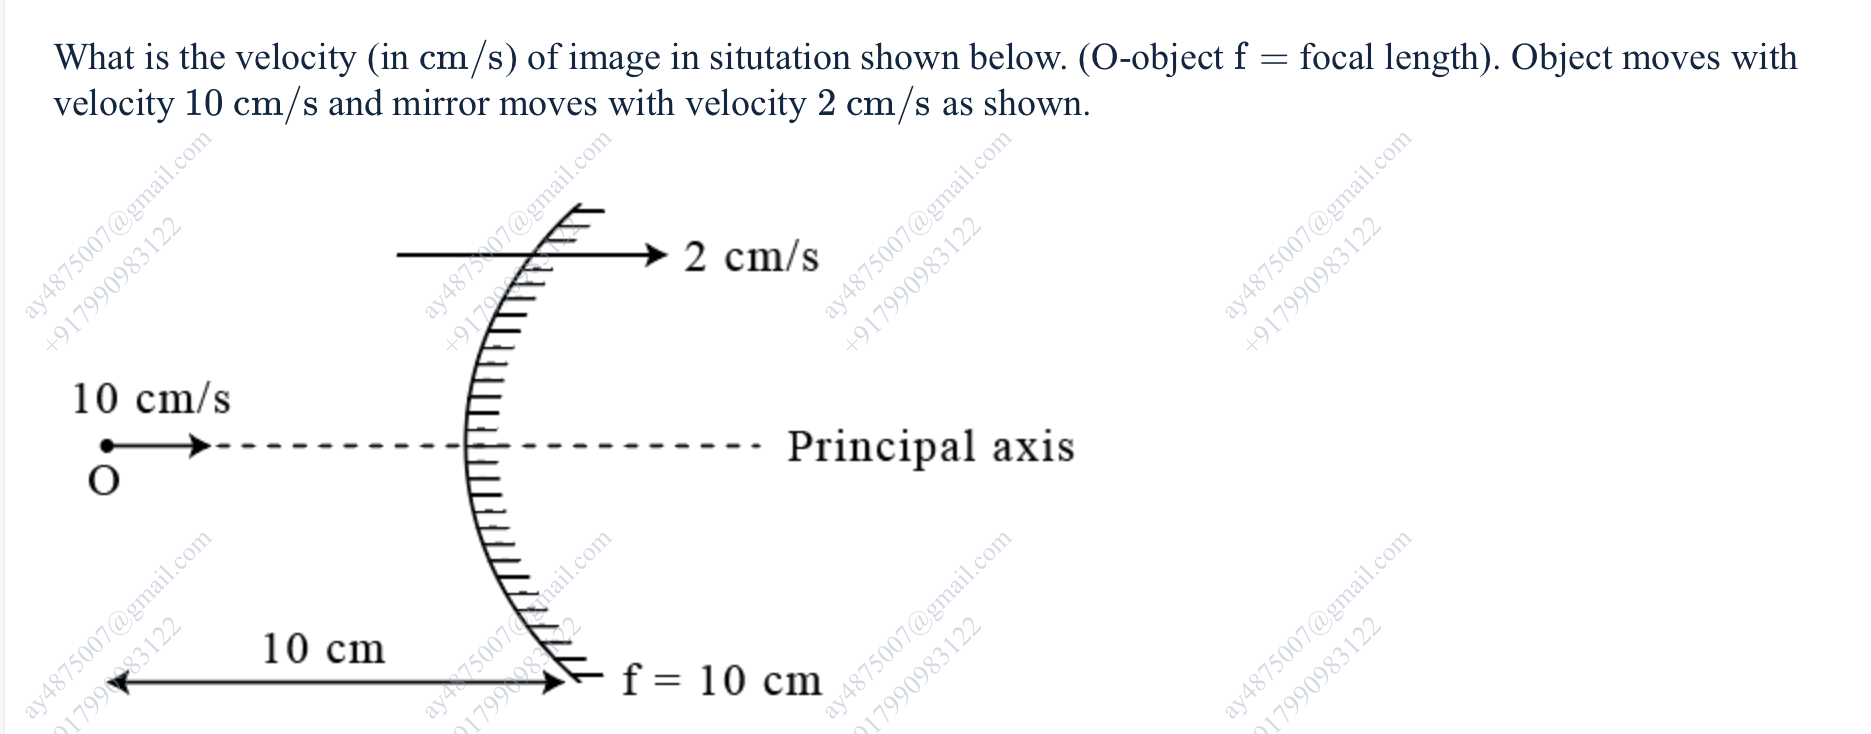 What is the velocity (in cm/s) of image in situtation shown below. (O-object f = focal length). Object moves with
velocity 10 cm/s and mirror moves with velocity 2 cm/s as shown.
ay4875007@gmail.com
+917990983122
ay4875007@gmail.com
ay4875007@gmail.com
+917990983122
ay4875007@gmail.com
+917990983122
2 cm/s
10 cm/s
Principal axis
O
ay4875007@gmail.com
ay4875007@gmail.com
ay4875007@gmail.com
+917990983122
ay4875007@gmail.com
+917990983122
10 cm
f = 10 cm